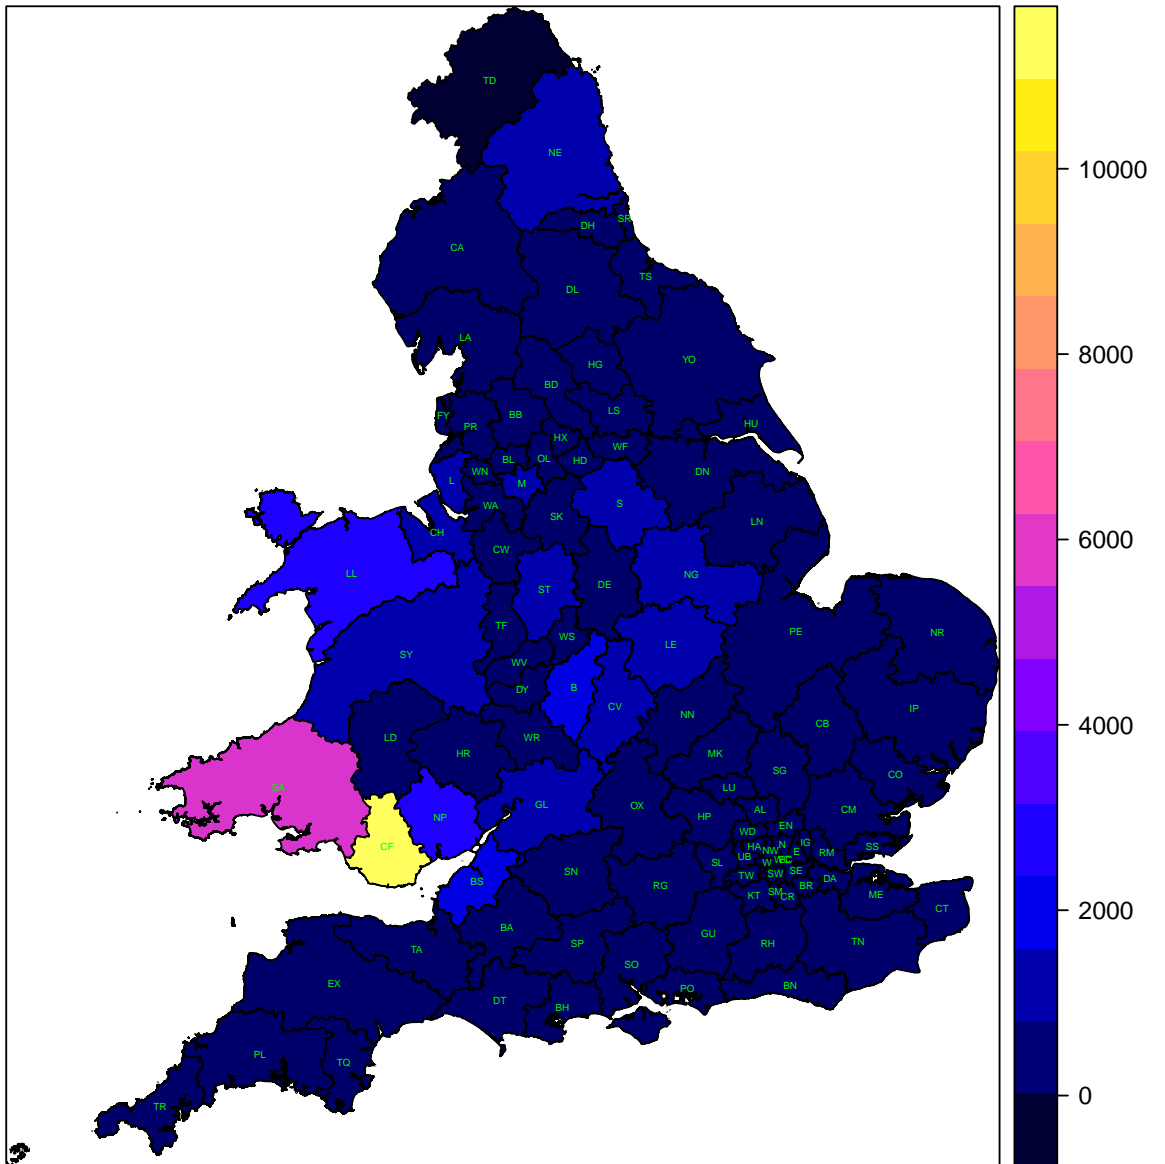 TD
NE
SR
DH
CA
TS
DL
LA
YO
HG
BD
LS
BB
FY
HU
PR
HX
WF
BL
OL
HD
WN
DN
L
M
S
WA
SK
LN
CH
CW
LL
NG
DE
ST
TF
PE
NR
WS
LE
SY
WV
B
DY
CV
IP
NN
CB
LD
WR
HR
MK
SG
CO
SA
LU
GL
OX
AL
CM
HP
NP
EN
WD
IG
N
CF
HA
NW
E
RM
SS
UB
WC
EC
SL
W
SE
SN
TW
SW
DA
BS
RG
BR
SM
KT
CR
ME
CT
BA
GU
TN
SP
RH
TA
SO
EX
PO
BN
DT
BH
PL
TQ
TR
10000
8000
6000
4000
2000
0